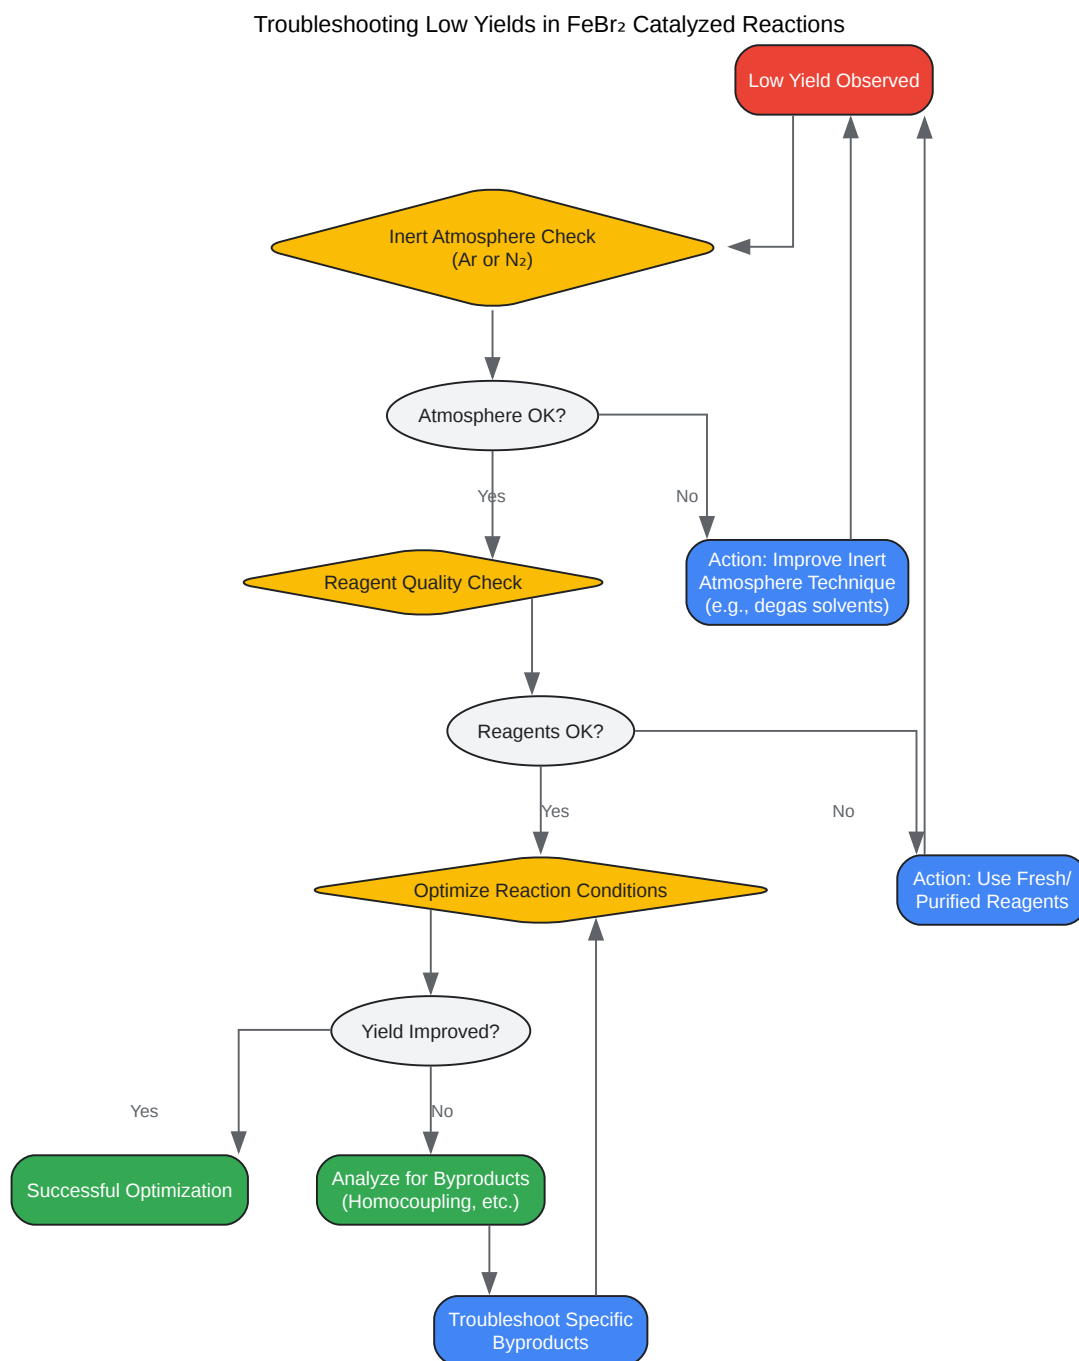 Troubleshooting Low Yields in FeBr₂ Catalyzed Reactions
Low Yield Observed
Inert Atmosphere Check
(Ar or N₂)
Atmosphere OK?
Yes
No
Reagent Quality Check
Action: Improve Inert
Atmosphere Technique
(e.g., degas solvents)
Reagents OK?
Yes
No
Optimize Reaction Conditions
Action: Use Fresh/
Purified Reagents
Yield Improved?
Yes
No
Successful Optimization
Analyze for Byproducts
(Homocoupling, etc.)
Troubleshoot Specific
Byproducts